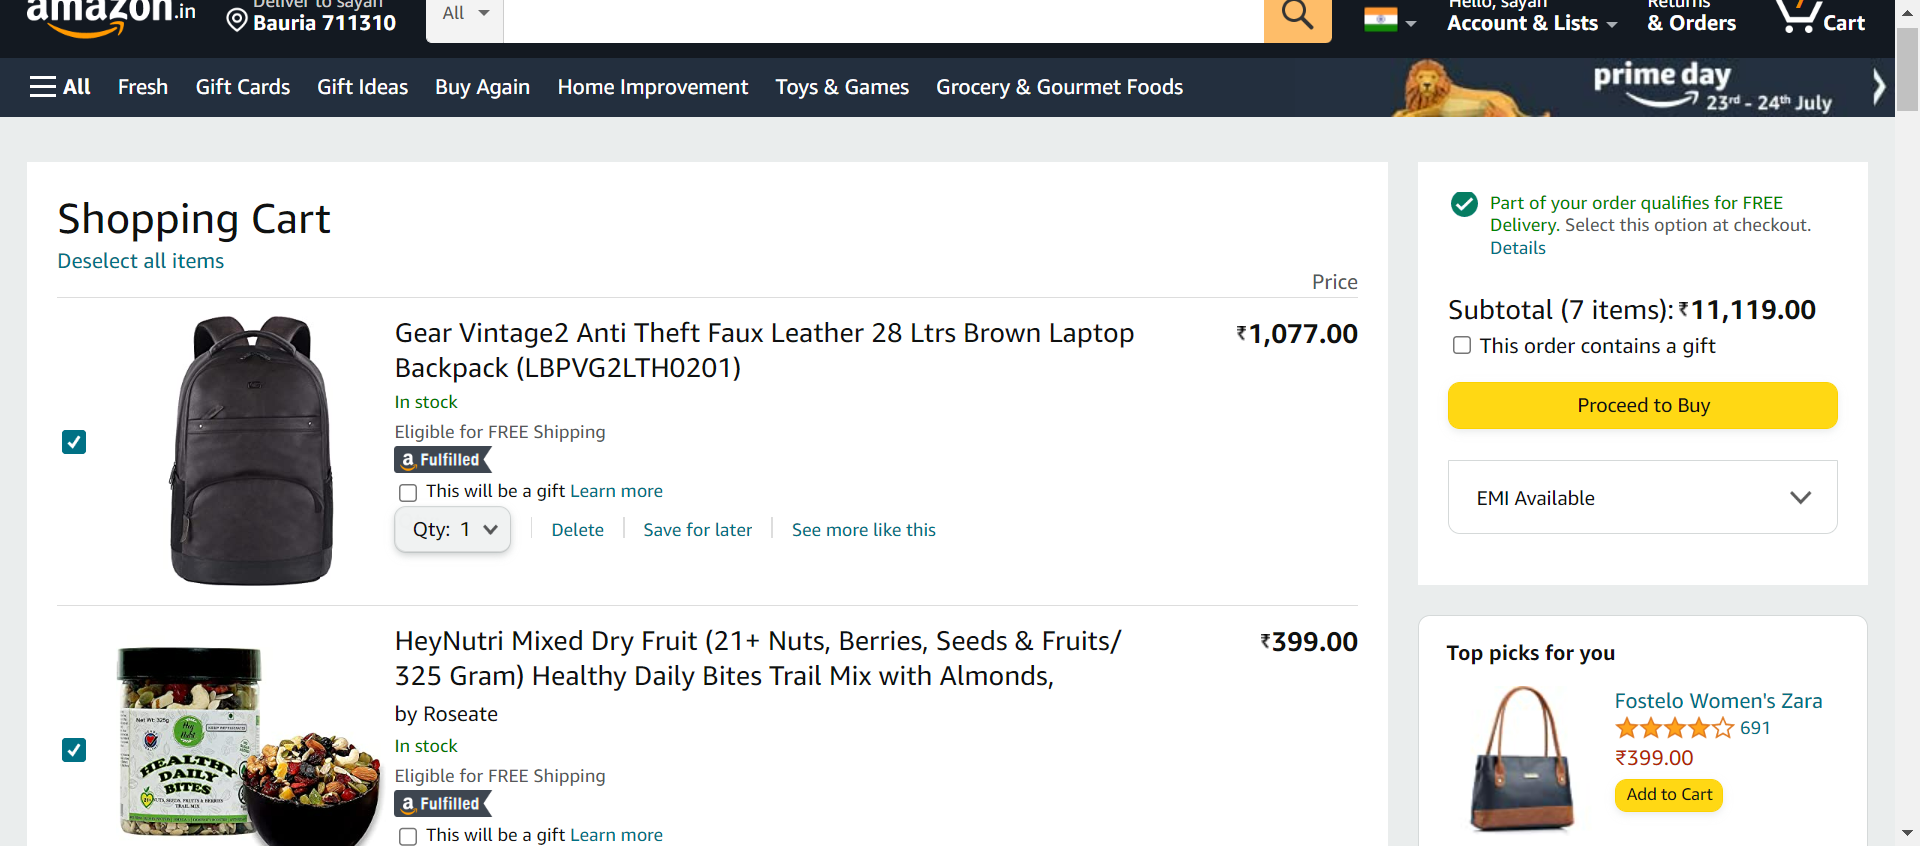 amazon.in
Deliver to sayan
Bauria 711310
All
Hello, sayan
Account & Lists
Returns
& Orders
7
Cart
All Fresh Gift Cards Gift Ideas Buy Again Home Improvement Toys & Games Grocery & Gourmet Foods
prime day
23rd - 24th July
Shopping Cart
Deselect all items
Price
Gear Vintage2 Anti Theft Faux Leather 28 Ltrs Brown Laptop
Backpack (LBPVG2LTH0201)
₹1,077.00
In stock
Eligible for FREE Shipping
a Fulfilled
This will be a gift Learn more
Qty: 1 Delete Save for later See more like this
HeyNutri Mixed Dry Fruit (21+ Nuts, Berries, Seeds & Fruits/
325 Gram) Healthy Daily Bites Trail Mix with Almonds,
₹399.00
by Roseate
In stock
Eligible for FREE Shipping
a Fulfilled
This will be a gift Learn more
Net Wt. 325g
HEALTHY
DAILY
BITES
TRAIL MIX
Part of your order qualifies for FREE
Delivery. Select this option at checkout.
Details
Subtotal (7 items): ₹11,119.00
This order contains a gift
Proceed to Buy
EMI Available
Top picks for you
Fostelo Women's Zara
691
₹399.00
Add to Cart